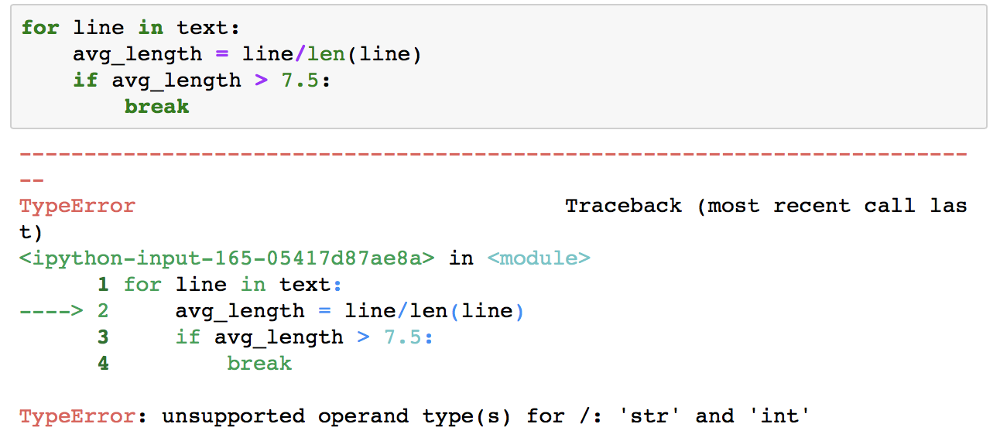 for line in text:
    avg_length = line/len(line)
    if avg_length > 7.5:
        break
---------------------------------------------------------------------------
--
TypeError                                 Traceback (most recent call las
t)
<ipython-input-165-05417d87ae8a> in <module>
      1 for line in text:
----> 2     avg_length = line/len(line)
      3     if avg_length > 7.5:
      4         break
TypeError: unsupported operand type(s) for /: 'str' and 'int'